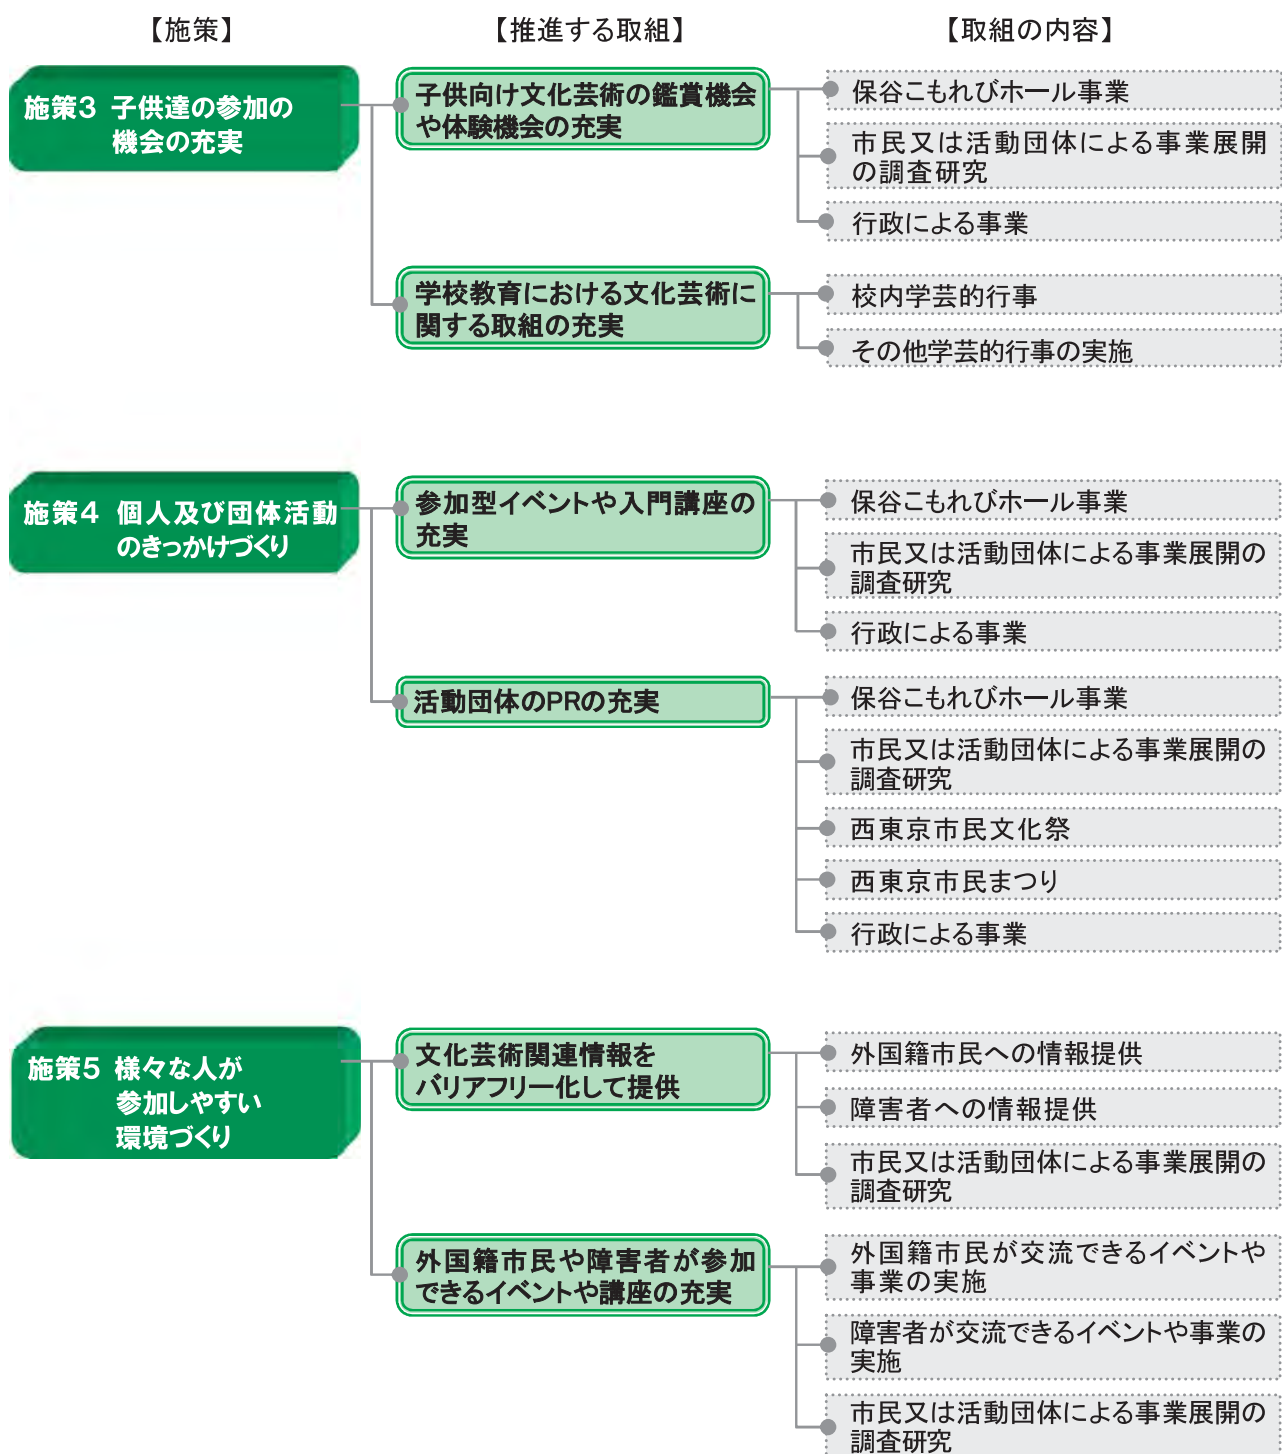 【施策】
【推進する取組】
【取組の内容】
施策3 子供達の参加の
機会の充実
子供向け文化芸術の鑑賞機会
や体験機会の充実
保谷こもれびホール事業
市民又は活動団体による事業展開
の調査研究
行政による事業
学校教育における文化芸術に
関する取組の充実
校内学芸的行事
その他学芸的行事の実施
施策4 個人及び団体活動
のきっかけづくり
参加型イベントや入門講座の
充実
保谷こもれびホール事業
市民又は活動団体による事業展開の
調査研究
行政による事業
活動団体のPRの充実
保谷こもれびホール事業
市民又は活動団体による事業展開の
調査研究
西東京市民文化祭
西東京市民まつり
行政による事業
施策5 様々な人が
参加しやすい
環境づくり
文化芸術関連情報を
バリアフリー化して提供
外国籍市民への情報提供
障害者への情報提供
市民又は活動団体による事業展開の
調査研究
外国籍市民や障害者が参加
できるイベントや講座の充実
外国籍市民が交流できるイベントや
事業の実施
障害者が交流できるイベントや事業の
実施
市民又は活動団体による事業展開の
調査研究